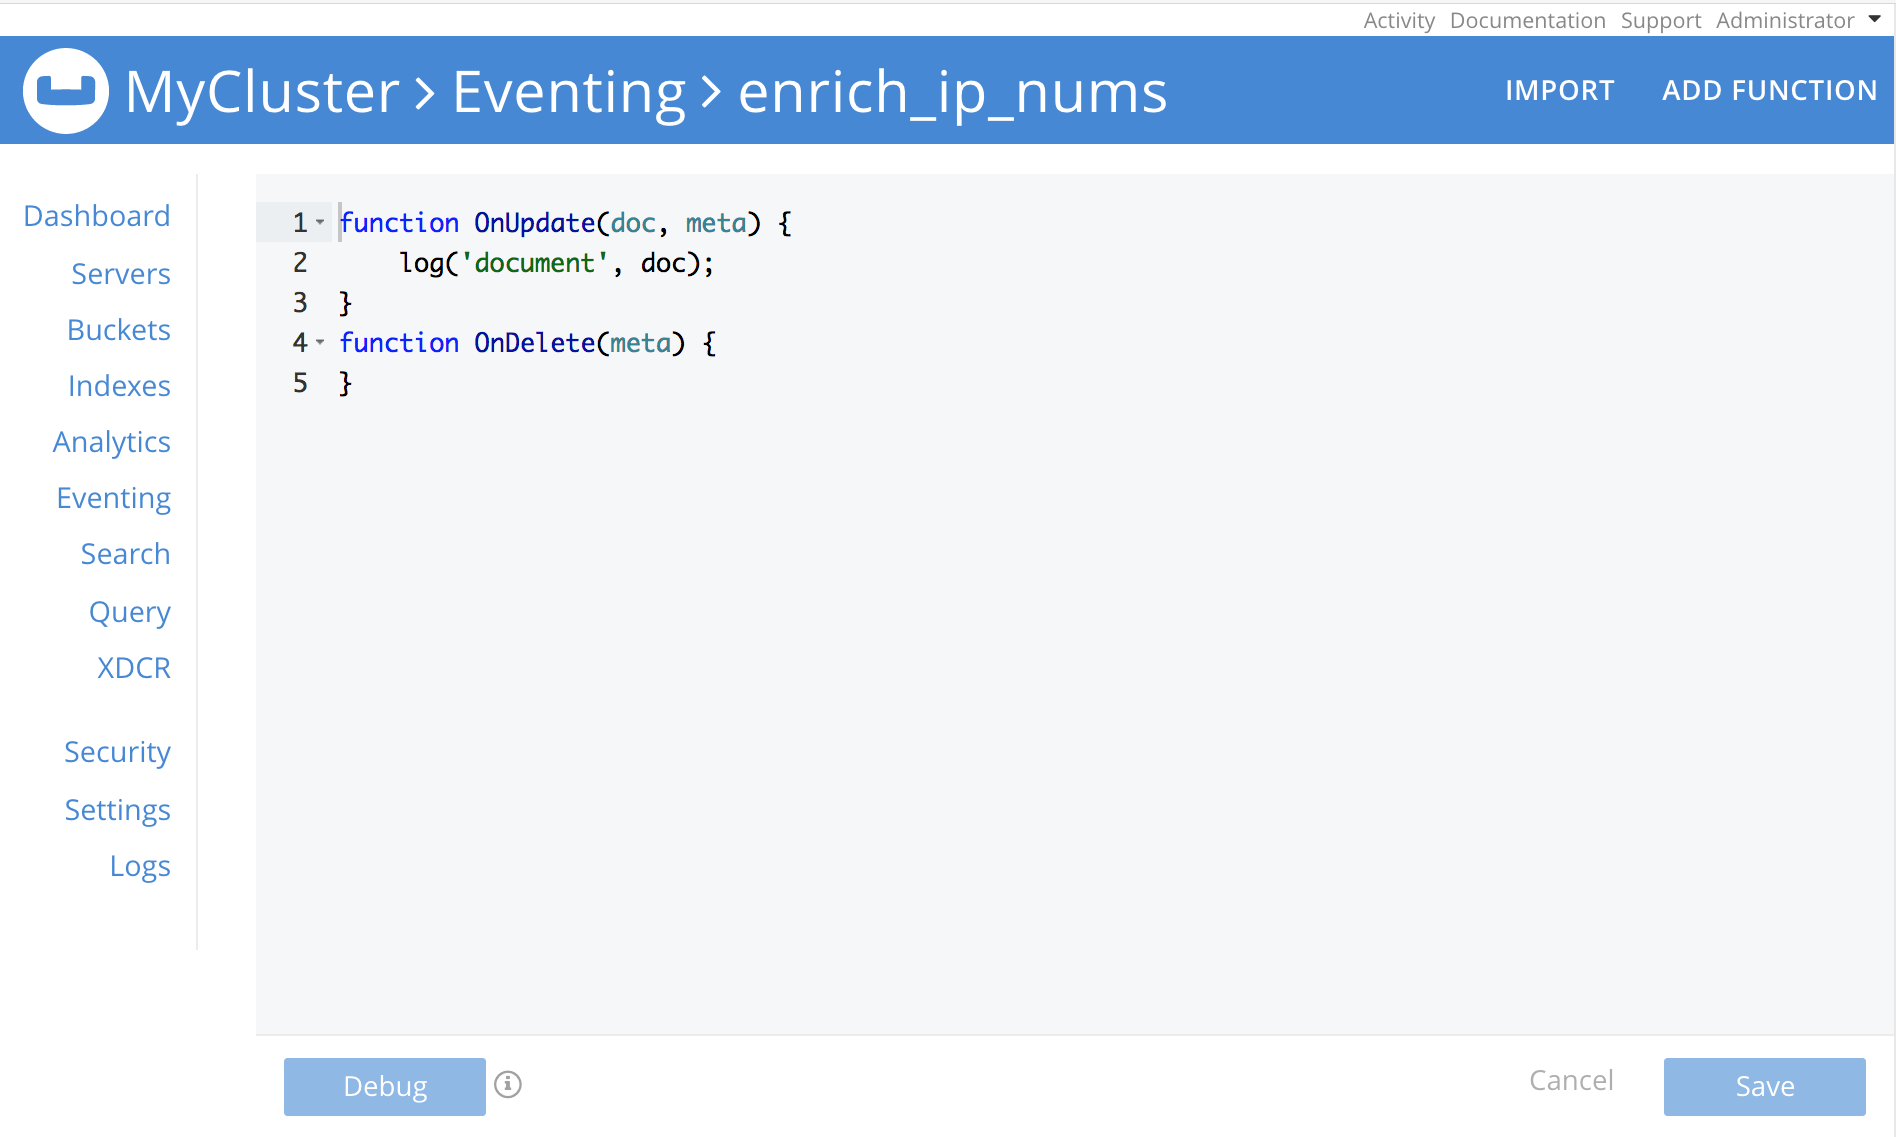 Activity Documentation Support Administrator
MyCluster > Eventing > enrich_ip_nums
IMPORT ADD FUNCTION
Dashboard
Servers
Buckets
Indexes
Analytics
Eventing
Search
Query
XDCR
Security
Settings
Logs
1 function OnUpdate(doc, meta) {
2     log('document', doc);
3 }
4 function OnDelete(meta) {
5 }
Debug
Cancel
Save